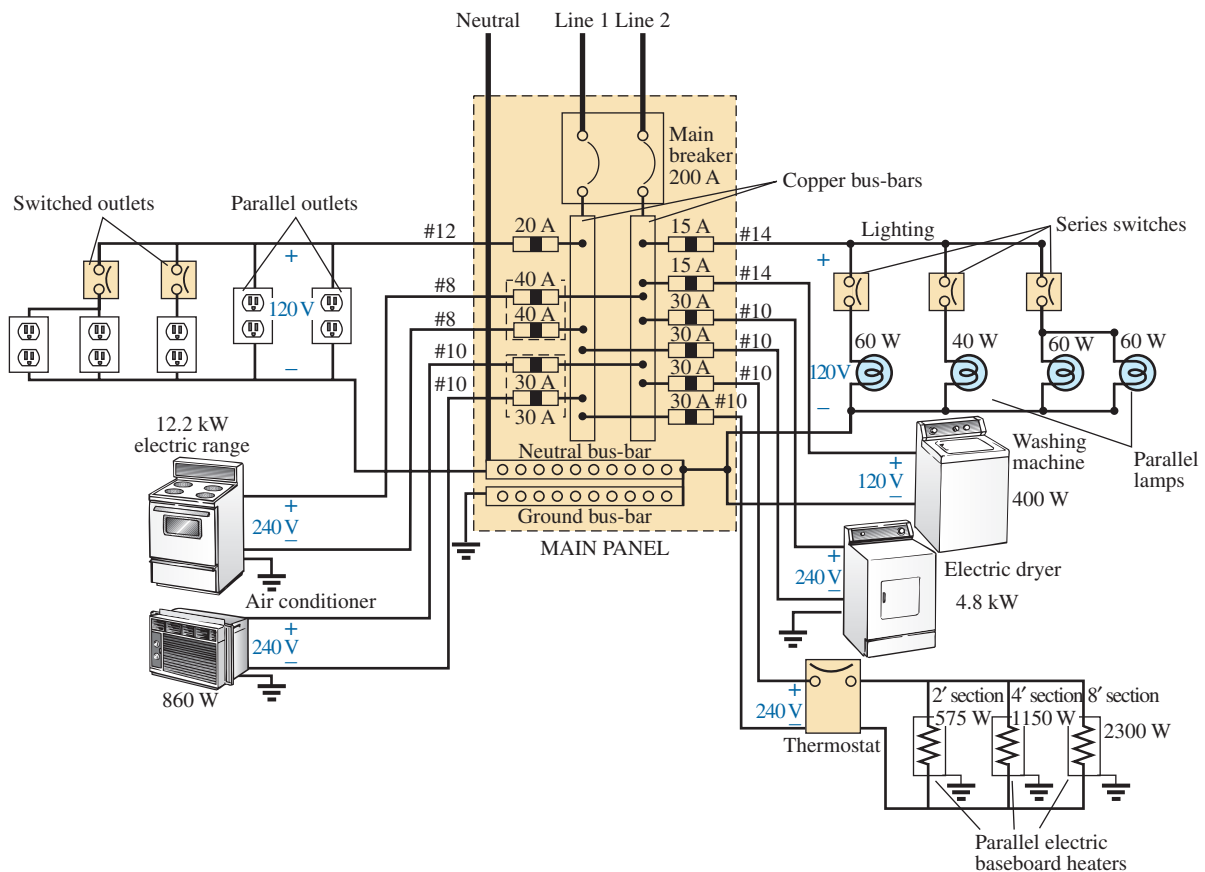 Neutral
Line 1 Line 2
Main
breaker
200 A
Copper bus-bars
Switched outlets
Parallel outlets
#12
20 A
15 A
#14
Lighting
Series switches
+
120 V
–
#8
40 A
#8
40 A
#10
#10
30 A
30 A
15 A
#14
30 A
#10
30 A
#10
30 A
#10
30 A
#10
+
120V
–
60 W
40 W
60 W
60 W
Parallel
lamps
Neutral bus-bar
Ground bus-bar
MAIN PANEL
12.2 kW
electric range
+
240 V
–
Air conditioner
+
240 V
–
860 W
Washing
machine
400 W
+
120 V
–
Electric dryer
4.8 kW
+
240 V
–
+
240 V
–
Thermostat
2′ section
575 W
4′ section
1150 W
8′ section
2300 W
Parallel electric
baseboard heaters